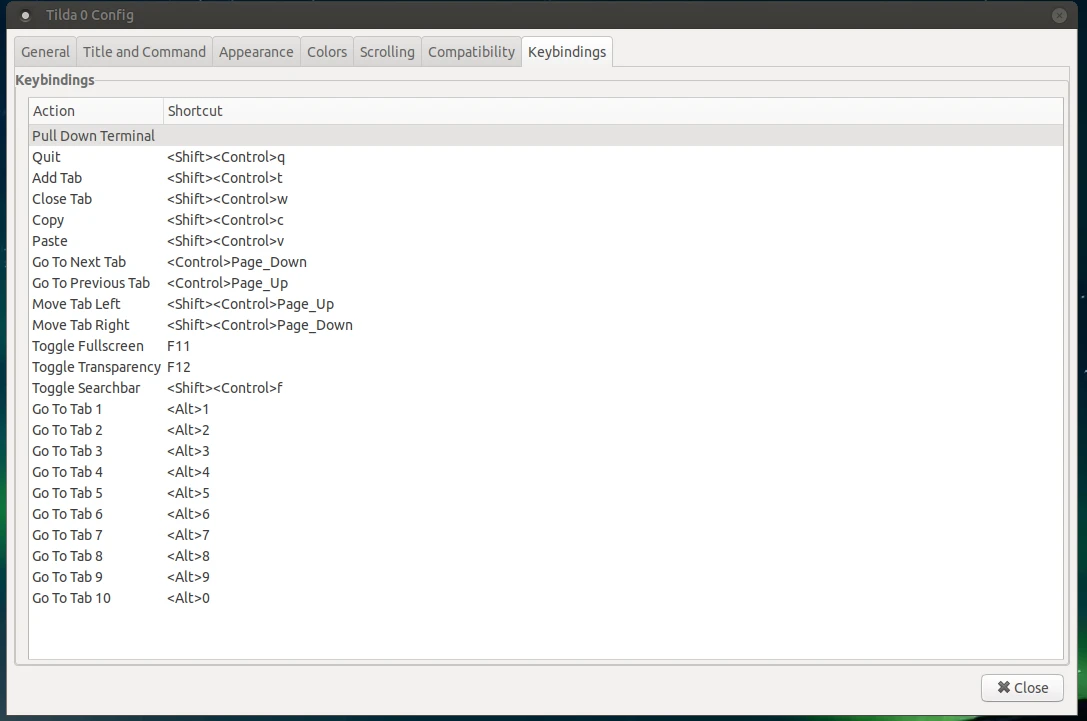 Tilda 0 Config
General Title and Command Appearance Colors Scrolling Compatibility Keybindings
Keybindings
Action Shortcut
Pull Down Terminal
Quit <Shift><Control>q
Add Tab <Shift><Control>t
Close Tab <Shift><Control>w
Copy <Shift><Control>c
Paste <Shift><Control>v
Go To Next Tab <Control>Page_Down
Go To Previous Tab <Control>Page_Up
Move Tab Left <Shift><Control>Page_Up
Move Tab Right <Shift><Control>Page_Down
Toggle Fullscreen F11
Toggle Transparency F12
Toggle Searchbar <Shift><Control>f
Go To Tab 1 <Alt>1
Go To Tab 2 <Alt>2
Go To Tab 3 <Alt>3
Go To Tab 4 <Alt>4
Go To Tab 5 <Alt>5
Go To Tab 6 <Alt>6
Go To Tab 7 <Alt>7
Go To Tab 8 <Alt>8
Go To Tab 9 <Alt>9
Go To Tab 10 <Alt>0
Close